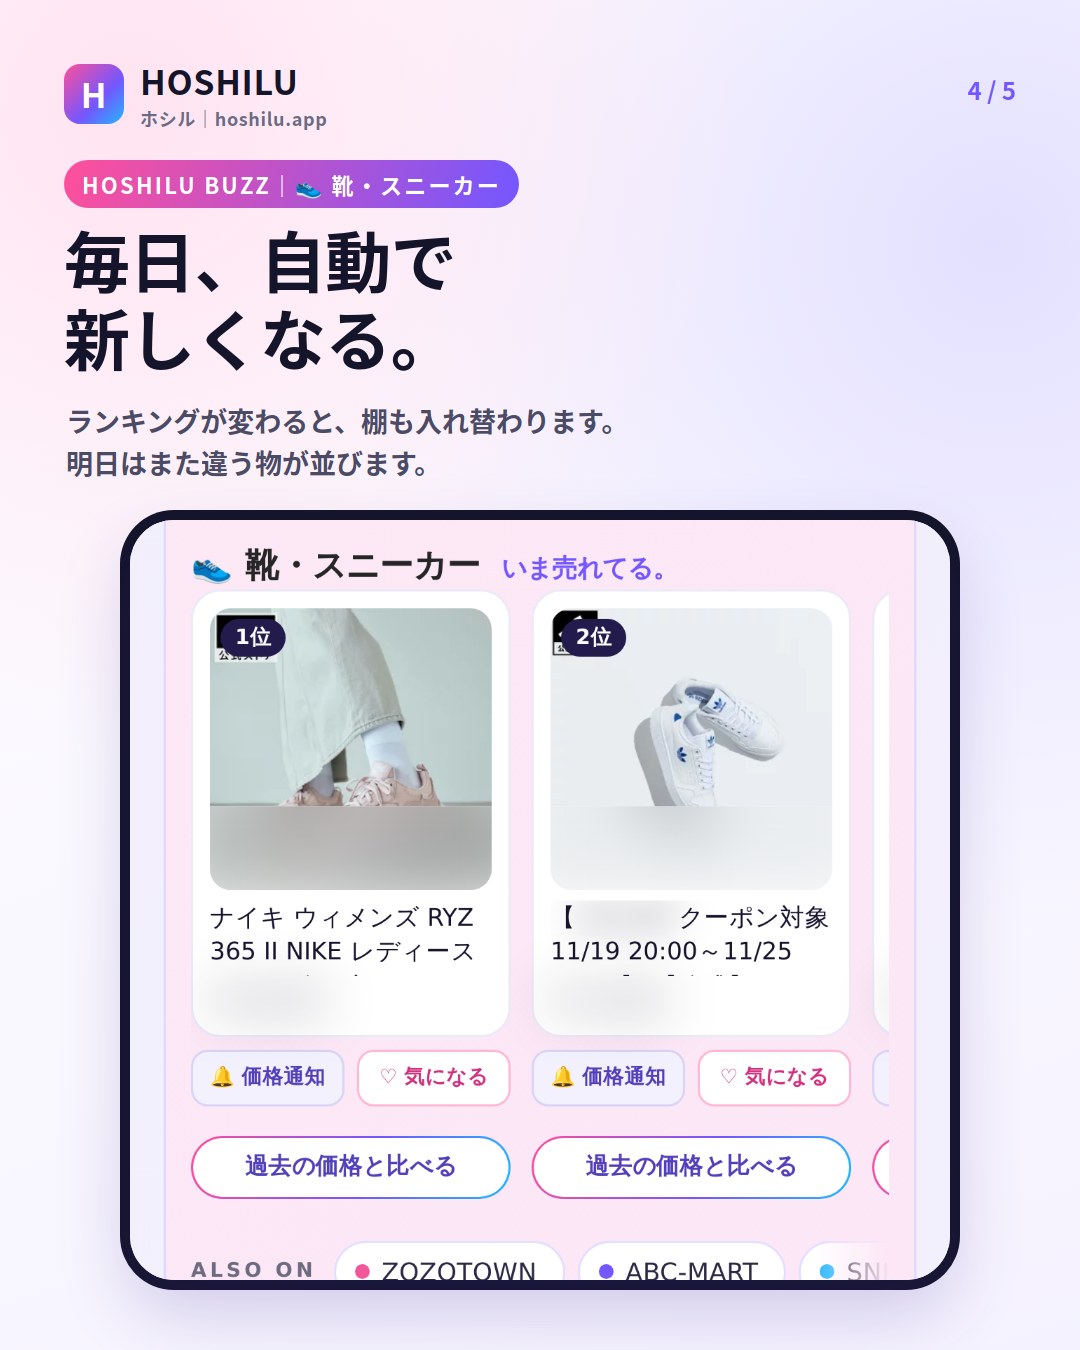 H
HOSHILU
ホシル｜hoshilu.app
4 / 5
HOSHILU BUZZ｜👟 靴・スニーカー
毎日、自動で
新しくなる。
ランキングが変わると、棚も入れ替わります。
明日はまた違う物が並びます。
👟 靴・スニーカー いま売れてる。
1位
2位
ナイキ ウィメンズ RYZ
365 II NIKE レディース
【 クーポン対象
11/19 20:00～11/25
🔔 価格通知
♡ 気になる
🔔 価格通知
♡ 気になる
過去の価格と比べる
過去の価格と比べる
ALSO ON
ZOZOTOWN
ABC-MART